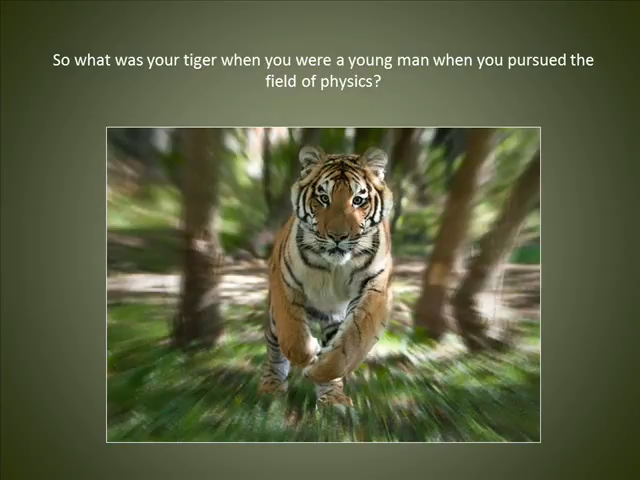 So what was your tiger when you were a young man when you pursued the
field of physics?